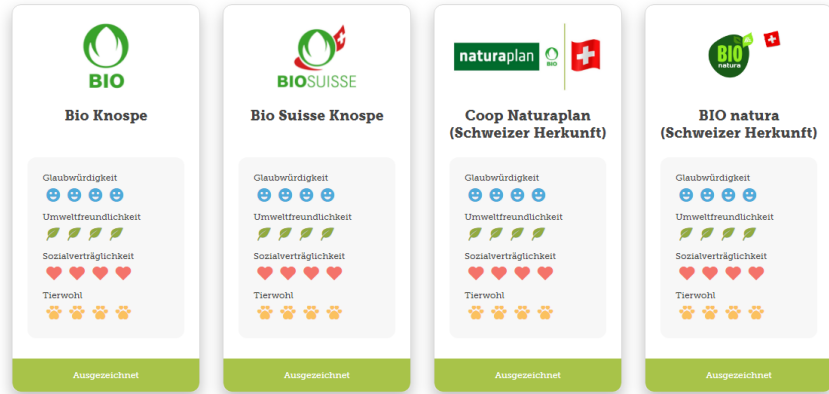 BIO
Bio Knospe
Glaubwürdigkeit
Umweltfreundlichkeit
Sozialverträglichkeit
Tierwohl
Ausgezeichnet
BIOSUISSE
Bio Suisse Knospe
Glaubwürdigkeit
Umweltfreundlichkeit
Sozialverträglichkeit
Tierwohl
Ausgezeichnet
naturaplan
BIO
Coop Naturaplan
(Schweizer Herkunft)
Glaubwürdigkeit
Umweltfreundlichkeit
Sozialverträglichkeit
Tierwohl
Ausgezeichnet
BIO
natura
BIO natura
(Schweizer Herkunft)
Glaubwürdigkeit
Umweltfreundlichkeit
Sozialverträglichkeit
Tierwohl
Ausgezeichnet